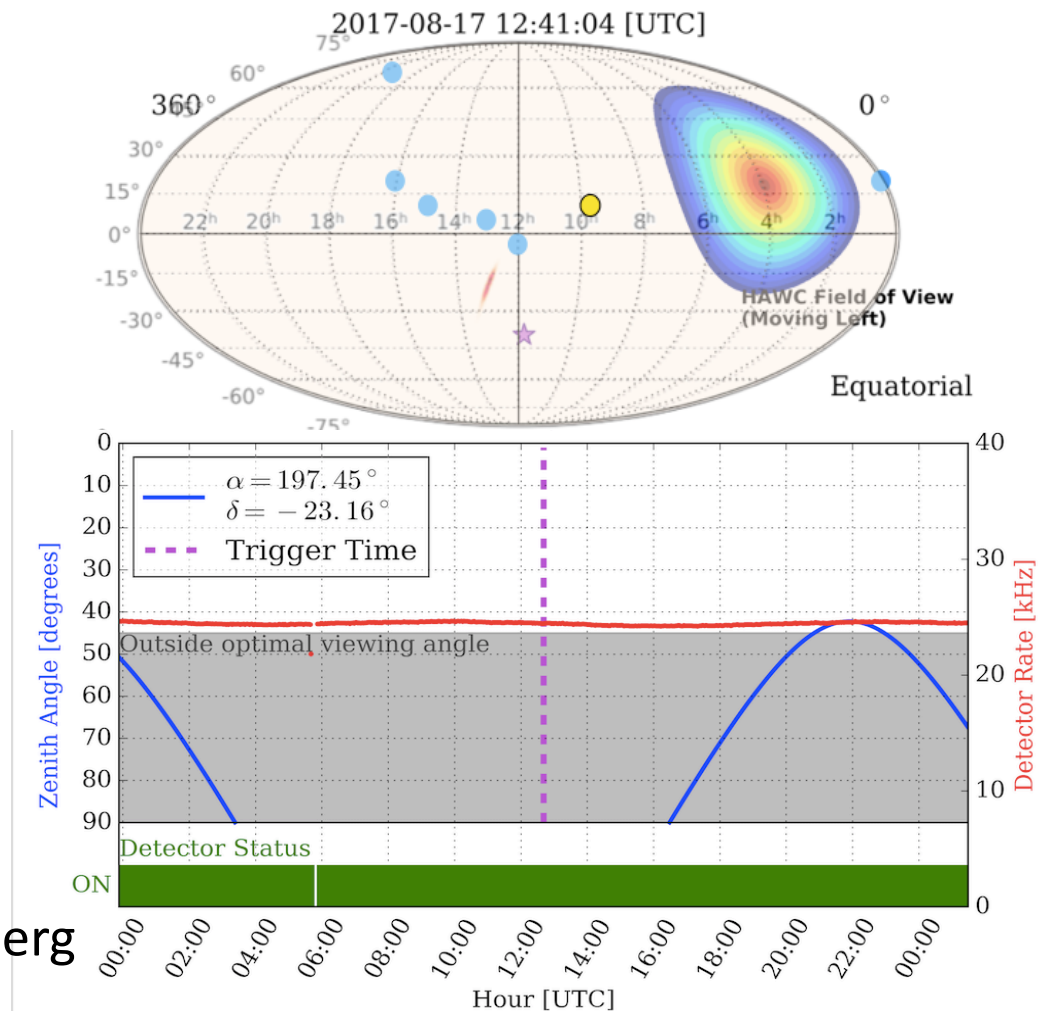 2017-08-17 12:41:04 [UTC]
75°
60°
45°
360°
0°
30°
15°
22h 20h 18h 16h 14h 12h 10h 8h 6h 4h 2h
0°
-15°
HAWC Field of View
(Moving Left)
-30°
-45°
Equatorial
-60°
-75°
0
10
20
30
40
50
60
70
80
90
Zenith Angle [degrees]
α = 197.45°
δ = −23.16°
Trigger Time
Outside optimal viewing angle
40
30
20
10
0
Detector Rate [kHz]
Detector Status
ON
erg
00:00 02:00 04:00 06:00 08:00 10:00 12:00 14:00 16:00 18:00 20:00 22:00 00:00
Hour [UTC]